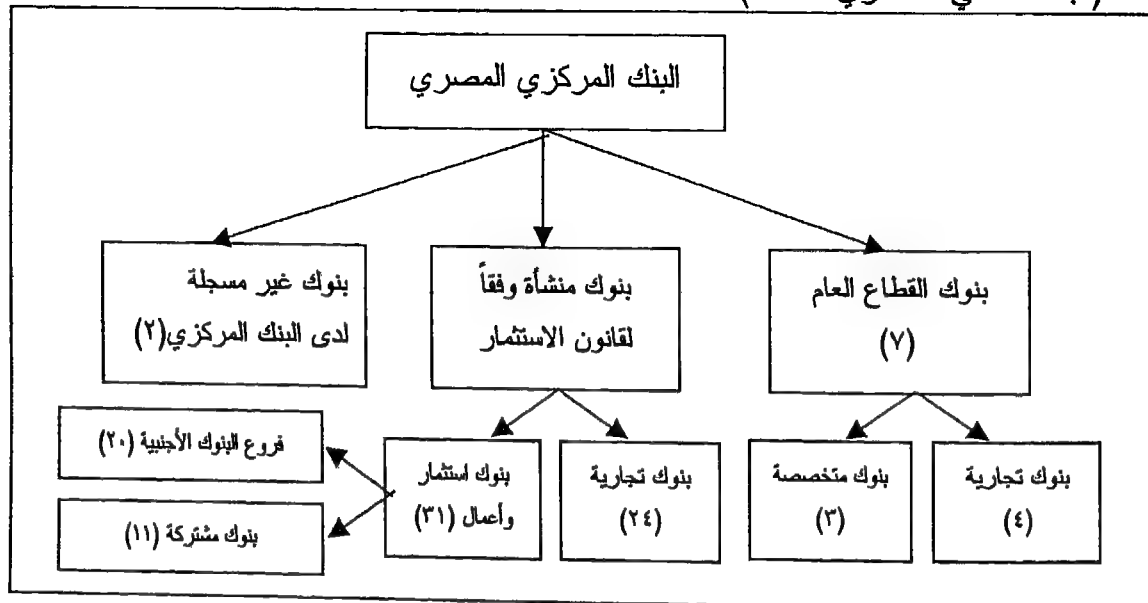 البنك المركزي المصري
بنوك القطاع العام
(٧)
بنوك منشأة وفقاً
لقانون الاستثمار
بنوك غير مسجلة
لدى البنك المركزي(٢)
بنوك تجارية
(٤)
بنوك متخصصة
(٣)
بنوك تجارية
(٢٤)
بنوك استثمار
وأعمال (٣١)
فروع البنوك الأجنبية (٢٠)
بنوك مشتركة (١١)